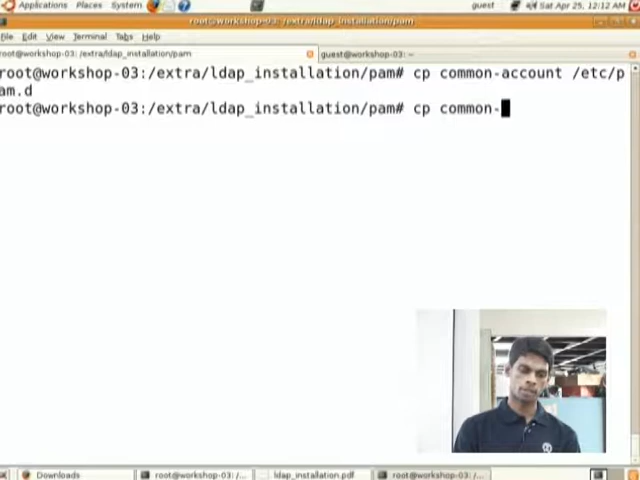 Applications Places System guest Sat Apr 25, 12:12 AM
root@workshop-03: /extra/ldap_installation/pam
File Edit View Terminal Tabs Help
root@workshop-03: /extra/ldap_installation/pam guest@workshop-03: ~
root@workshop-03:/extra/ldap_installation/pam# cp common-account /etc/p
am.d
root@workshop-03:/extra/ldap_installation/pam# cp common-
Downloads root@workshop-03: /... ldap_installation.pdf root@workshop-03: /...